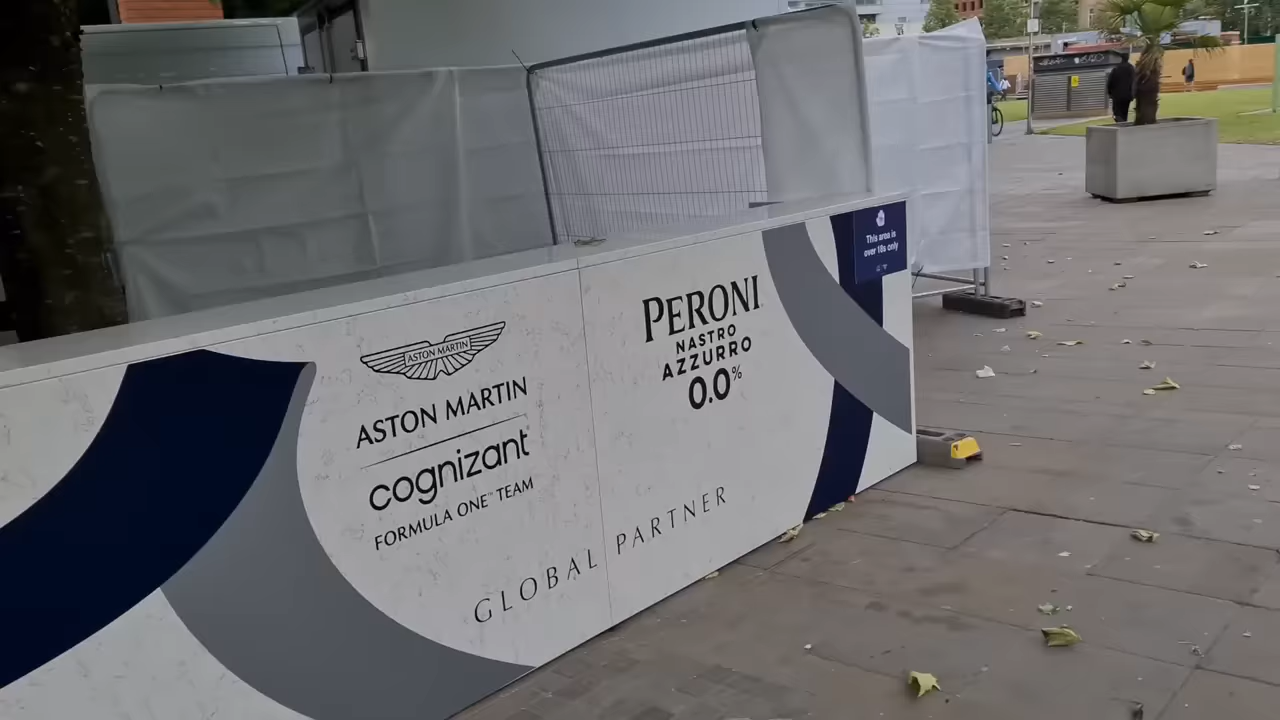 ASTON MARTIN
ASTON MARTIN
cognizant
FORMULA ONE™ TEAM
PERONI
NASTRO
AZZURRO
0.0%
GLOBAL PARTNER
This area is
over 18s only